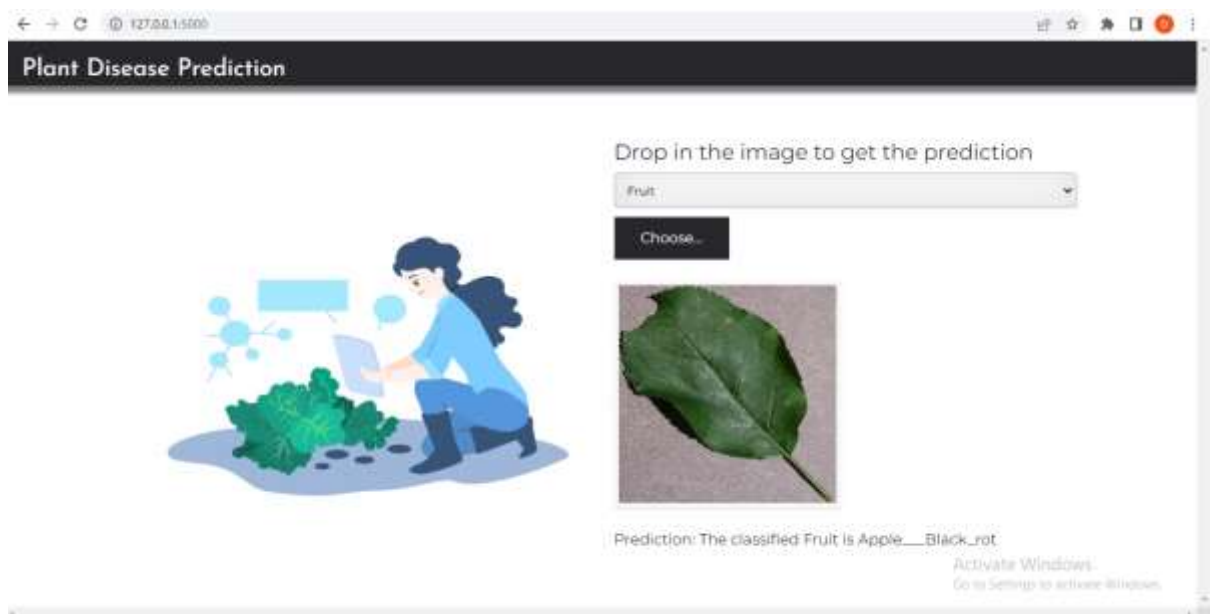 127.0.0.1:5000
Plant Disease Prediction
Drop in the image to get the prediction
Fruit
Choose...
Prediction: The classified Fruit is Apple___Black_rot
Activate Windows
Go to Settings to activate Windows.